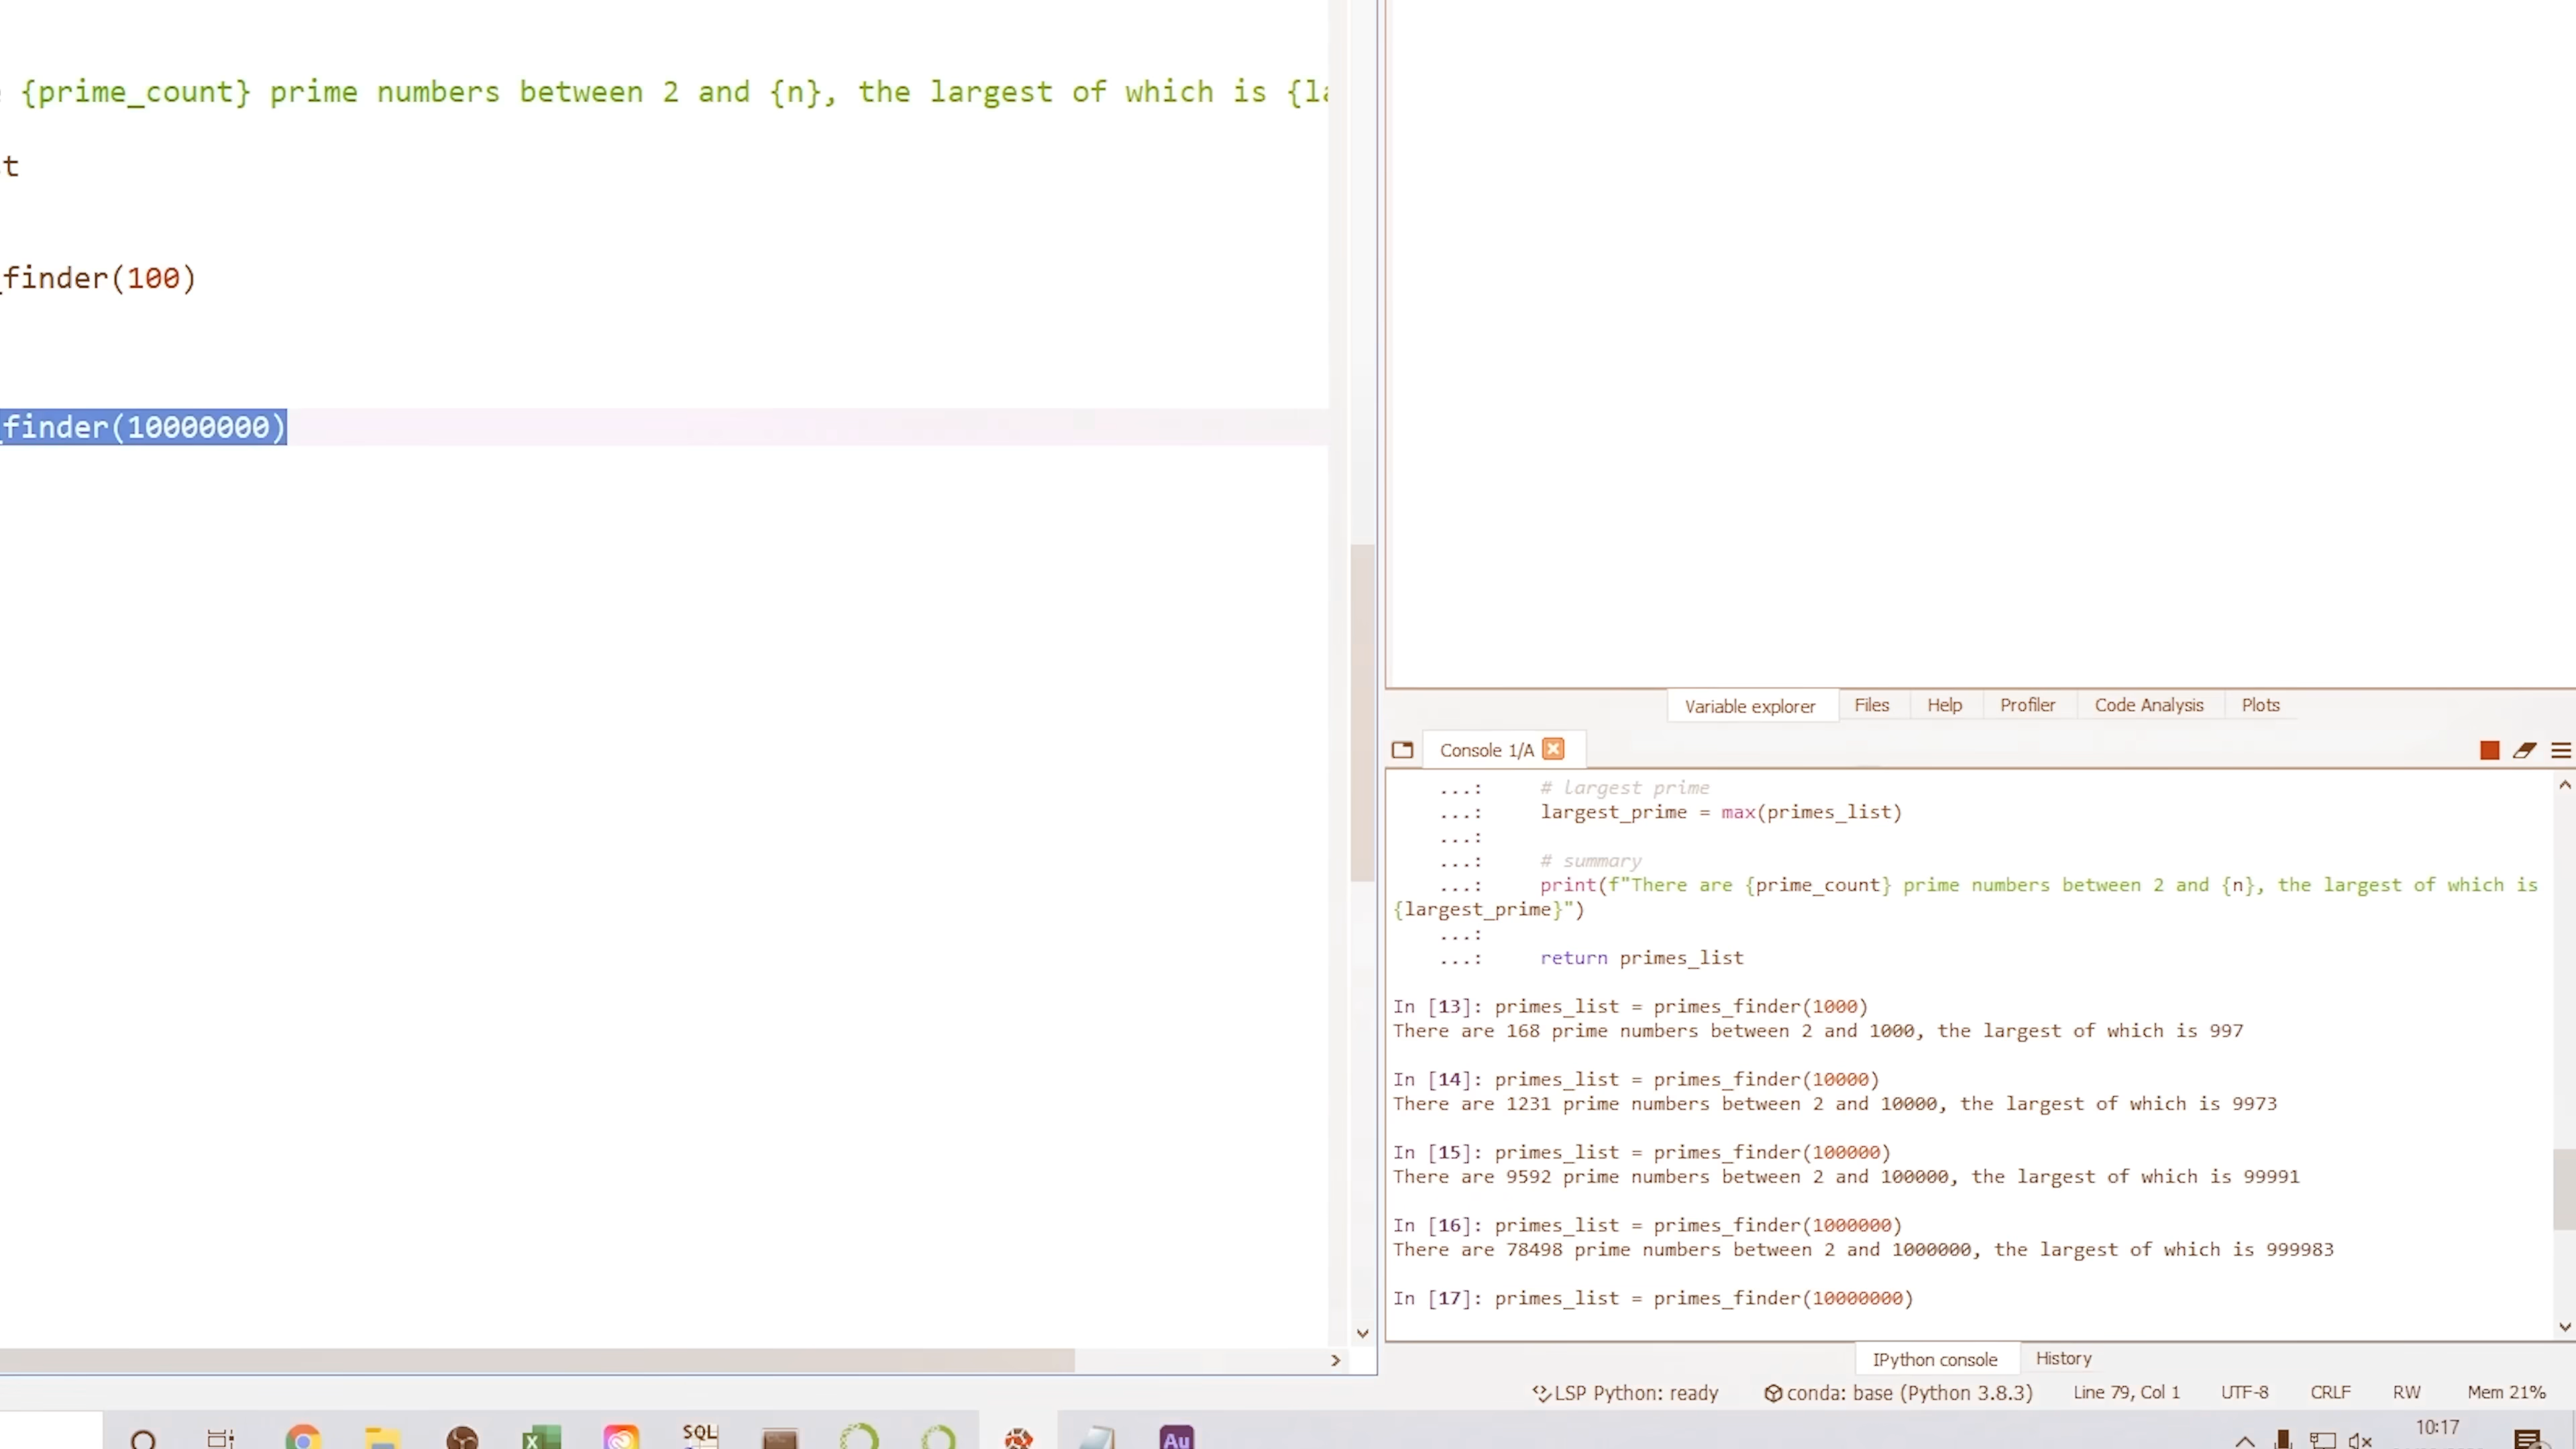 {prime_count} prime numbers between 2 and {n}, the largest of which is {la
st
_finder(100)
_finder(10000000)
Variable explorer Files Help Profiler Code Analysis Plots
Console 1/A
...: # largest prime
...: largest_prime = max(primes_list)
...:
...: # summary
...: print(f"There are {prime_count} prime numbers between 2 and {n}, the largest of which is
{largest_prime}")
...:
...: return primes_list
In [13]: primes_list = primes_finder(1000)
There are 168 prime numbers between 2 and 1000, the largest of which is 997
In [14]: primes_list = primes_finder(10000)
There are 1231 prime numbers between 2 and 10000, the largest of which is 9973
In [15]: primes_list = primes_finder(100000)
There are 9592 prime numbers between 2 and 100000, the largest of which is 99991
In [16]: primes_list = primes_finder(1000000)
There are 78498 prime numbers between 2 and 1000000, the largest of which is 999983
In [17]: primes_list = primes_finder(10000000)
IPython console History
LSP Python: ready conda: base (Python 3.8.3) Line 79, Col 1 UTF-8 CRLF RW Mem 21%
SQL
Au
10:17